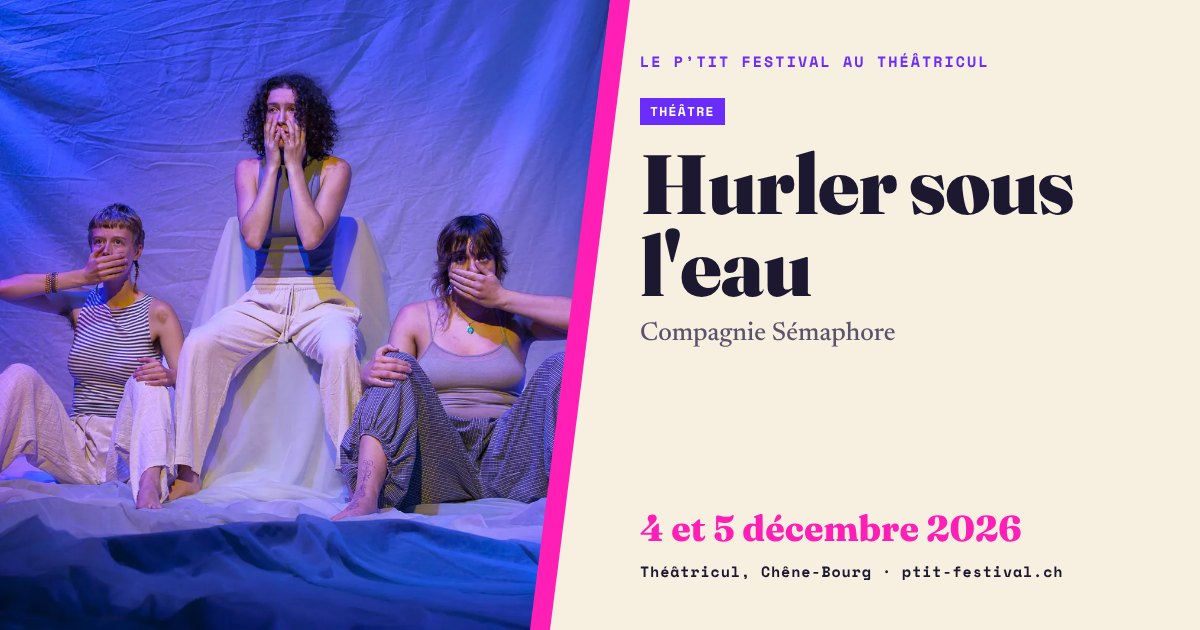 LE P’TIT FESTIVAL AU THÉÂTRICUL
THÉÂTRE
Hurler sous
l'eau
Compagnie Sémaphore
4 et 5 décembre 2026
Théâtricul, Chêne-Bourg · ptit-festival.ch